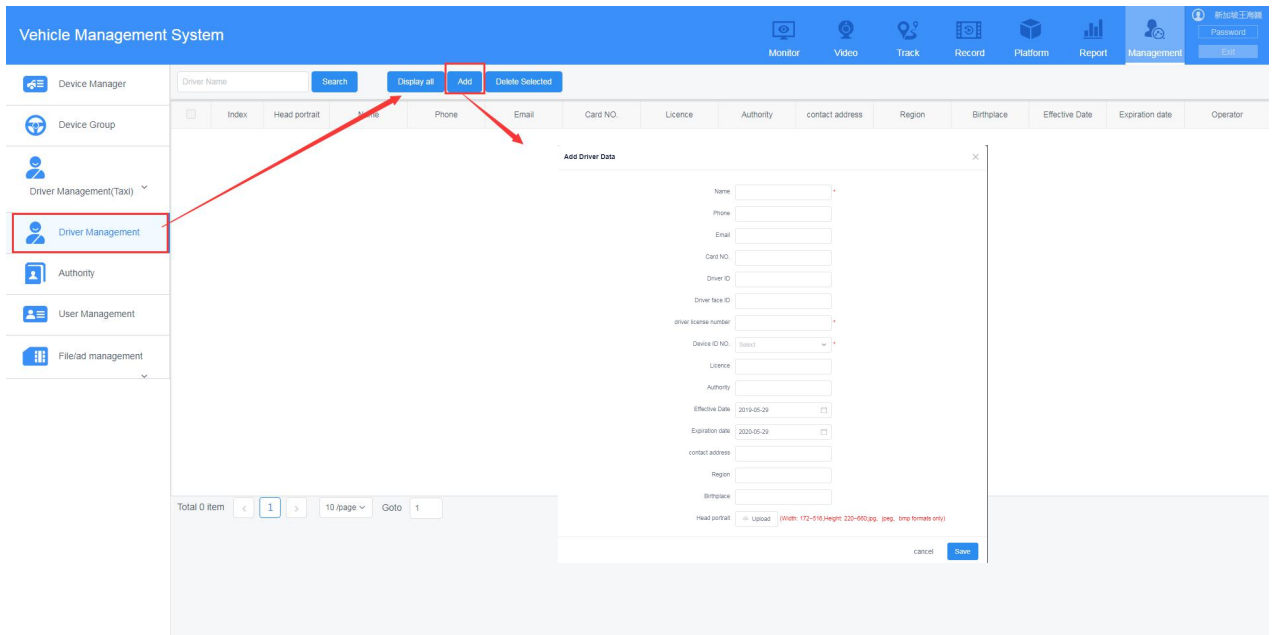 Vehicle Management System
Monitor
Video
Track
Record
Platform
Report
Management
新加坡王海鷗
Password
Exit
Device Manager
Device Group
Driver Management(Taxi)
Driver Management
Authority
User Management
File/ad management
Driver Name
Search
Display all
Add
Delete Selected
Index Head portrait Name Phone Email Card NO. Licence Authority contact address Region Birthplace Effective Date Expiration date Operator
Add Driver Data
Name *
Phone
Email
Card NO.
Driver ID
Driver face ID
driver license number *
Device ID NO. Select *
Licence
Authority
Effective Date 2019-05-29
Expiration date 2020-05-29
contact address
Region
Birthplace
Head portrait Upload (Width: 172~516,Height: 220~660,jpg, jpeg, bmp formats only)
cancel Save
Total 0 item 1 10 /page Goto 1